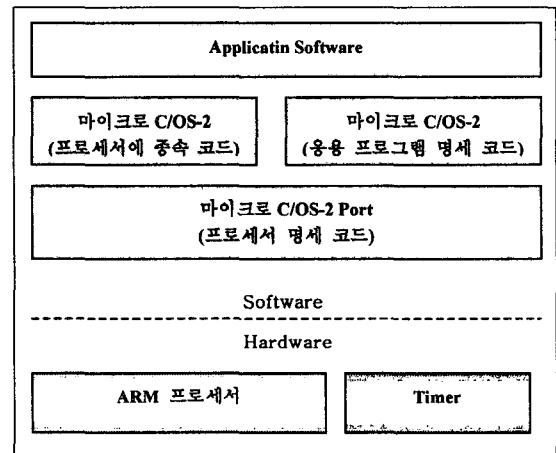 Applicatin Software
마이크로 C/OS-2
(프로세서에 종속 코드)
마이크로 C/OS-2
(응용 프로그램 명세 코드)
마이크로 C/OS-2 Port
(프로세서 명세 코드)
Software
Hardware
ARM 프로세서
Timer